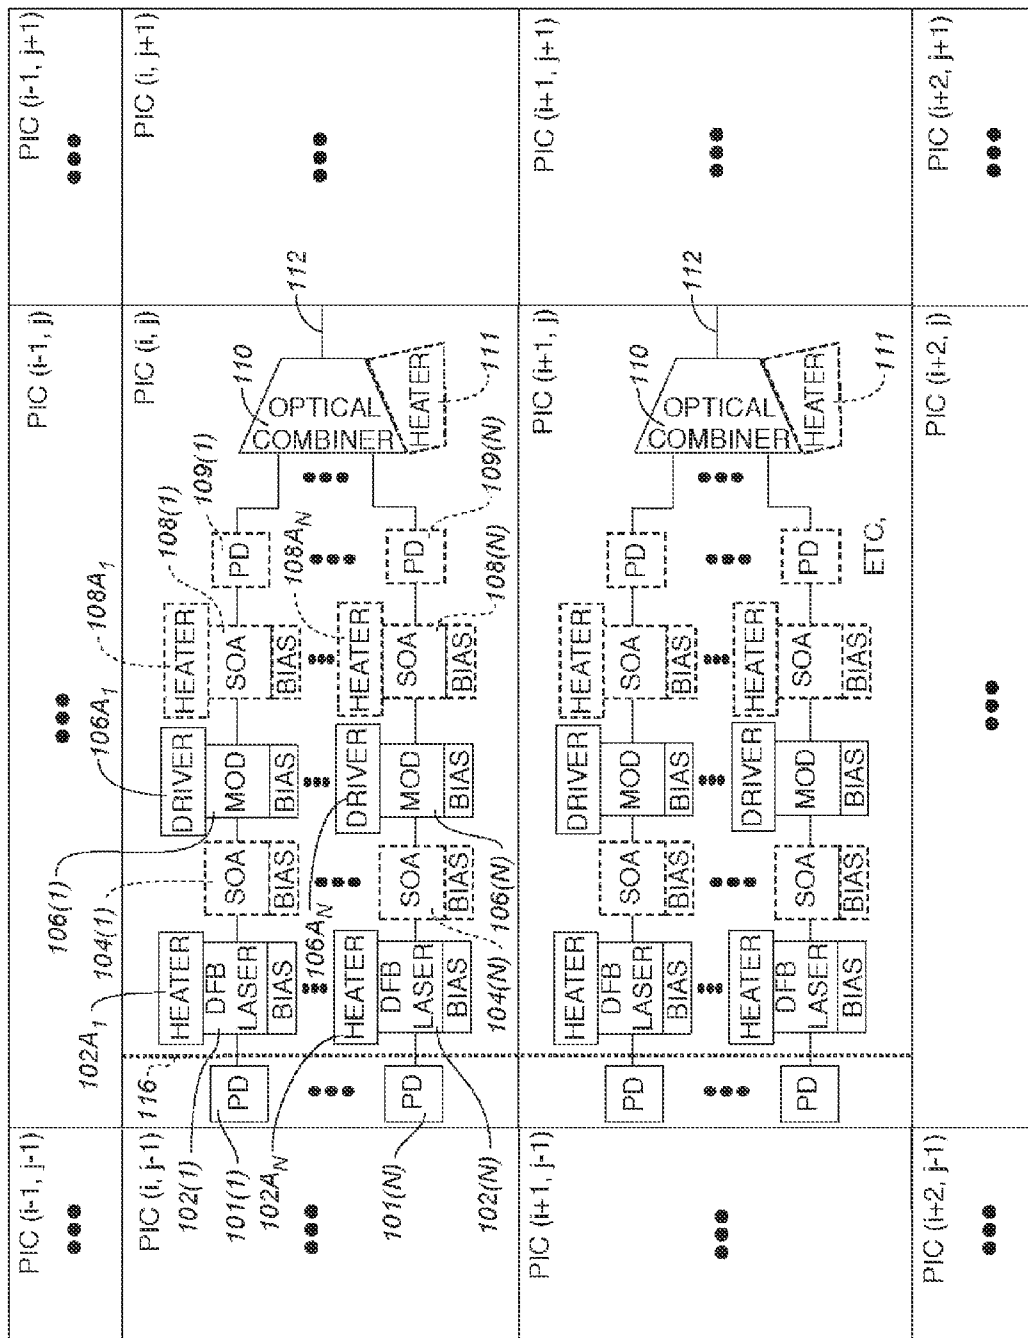 PIC (i-1, j-1)
PIC (i-1, j)
PIC (i-1, j+1)
PIC (i, j-1)
PIC (i, j)
PIC (i, j+1)
116
102A₁
104(1)
106(1)
106A₁
108A₁
108(1)
109(1)
110
112
102(1)
101(1)
102A_N
101(N)
102(N)
HEATER
DRIVER
HEATER
PD
DFB
LASER
SOA
MOD
SOA
PD
BIAS
BIAS
BIAS
BIAS
OPTICAL
COMBINER
HEATER
106A_N
108A_N
HEATER
DRIVER
HEATER
PD
DFB
LASER
SOA
MOD
SOA
PD
BIAS
BIAS
BIAS
BIAS
104(N)
106(N)
108(N)
109(N)
111
PIC (i+1, j-1)
PIC (i+1, j)
PIC (i+1, j+1)
HEATER
DRIVER
HEATER
110
112
PD
DFB
LASER
SOA
MOD
SOA
PD
BIAS
BIAS
BIAS
BIAS
OPTICAL
COMBINER
HEATER
HEATER
DRIVER
HEATER
PD
DFB
LASER
SOA
MOD
SOA
PD
BIAS
BIAS
BIAS
BIAS
111
ETC,
PIC (i+2, j-1)
PIC (i+2, j)
PIC (i+2, j+1)